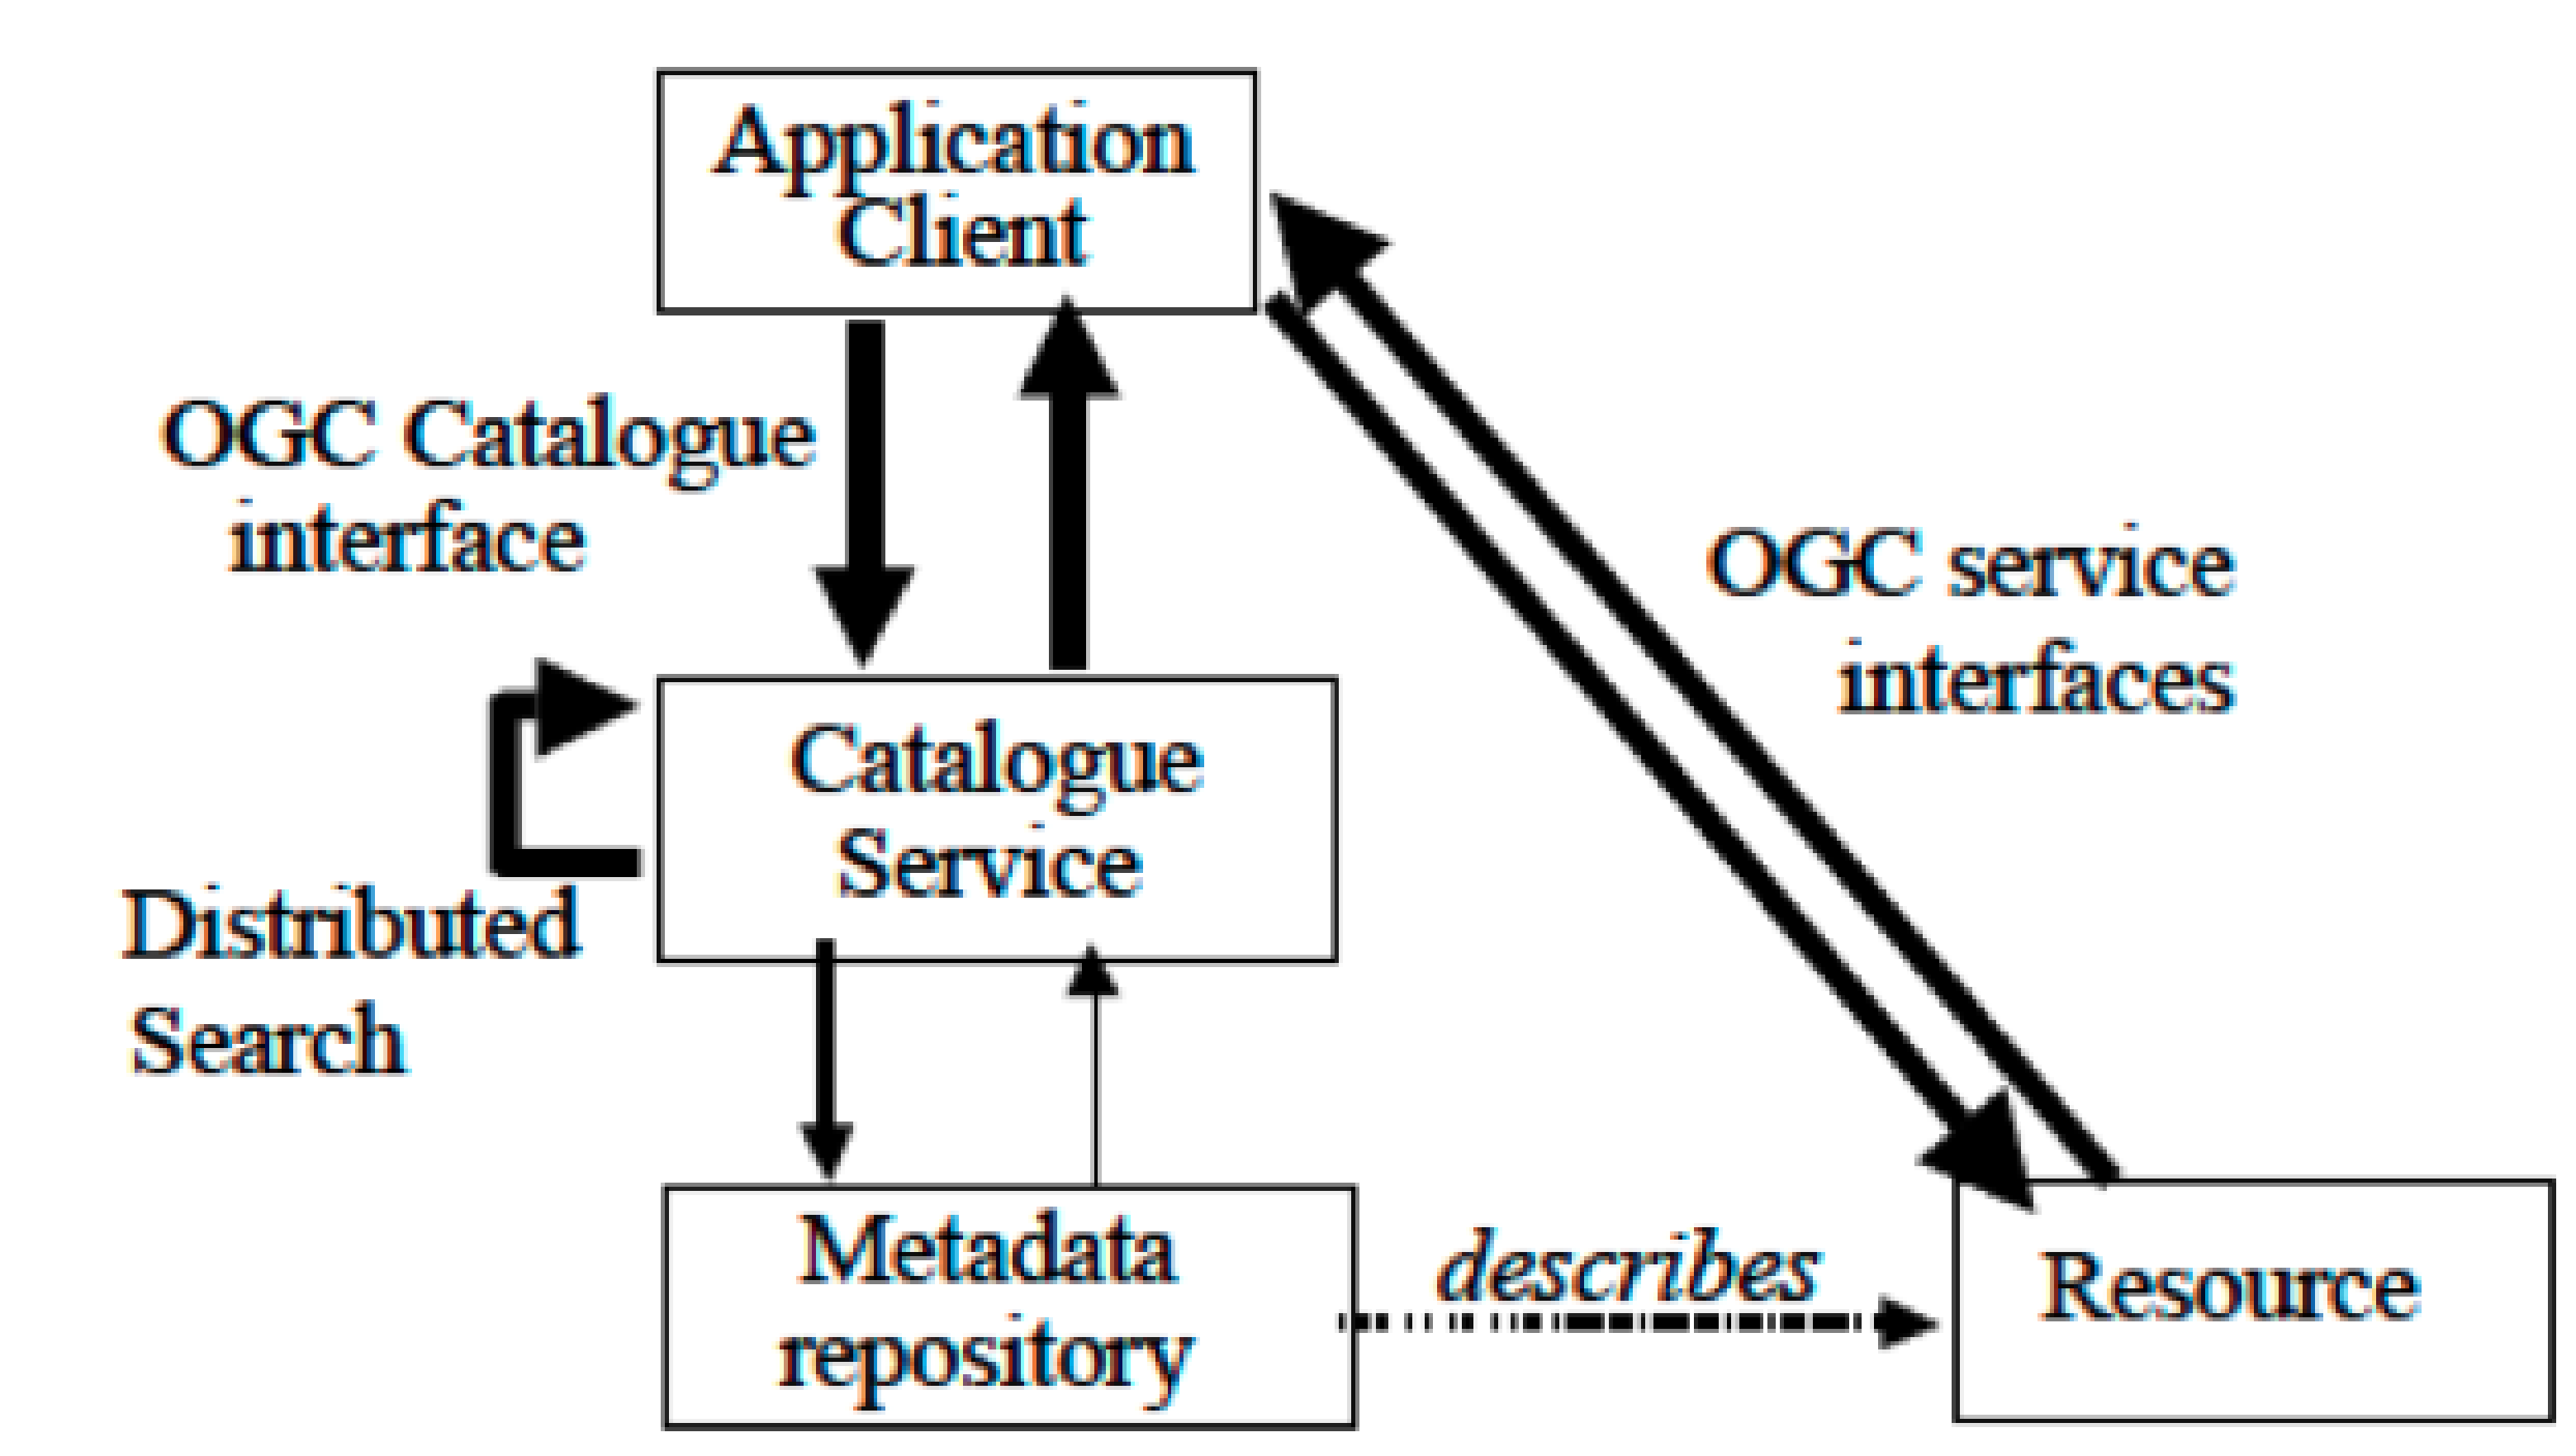 Application
Client
OGC Catalogue
interface
OGC service
interfaces
Catalogue
Service
Distributed
Search
Metadata
repository
describes
Resource